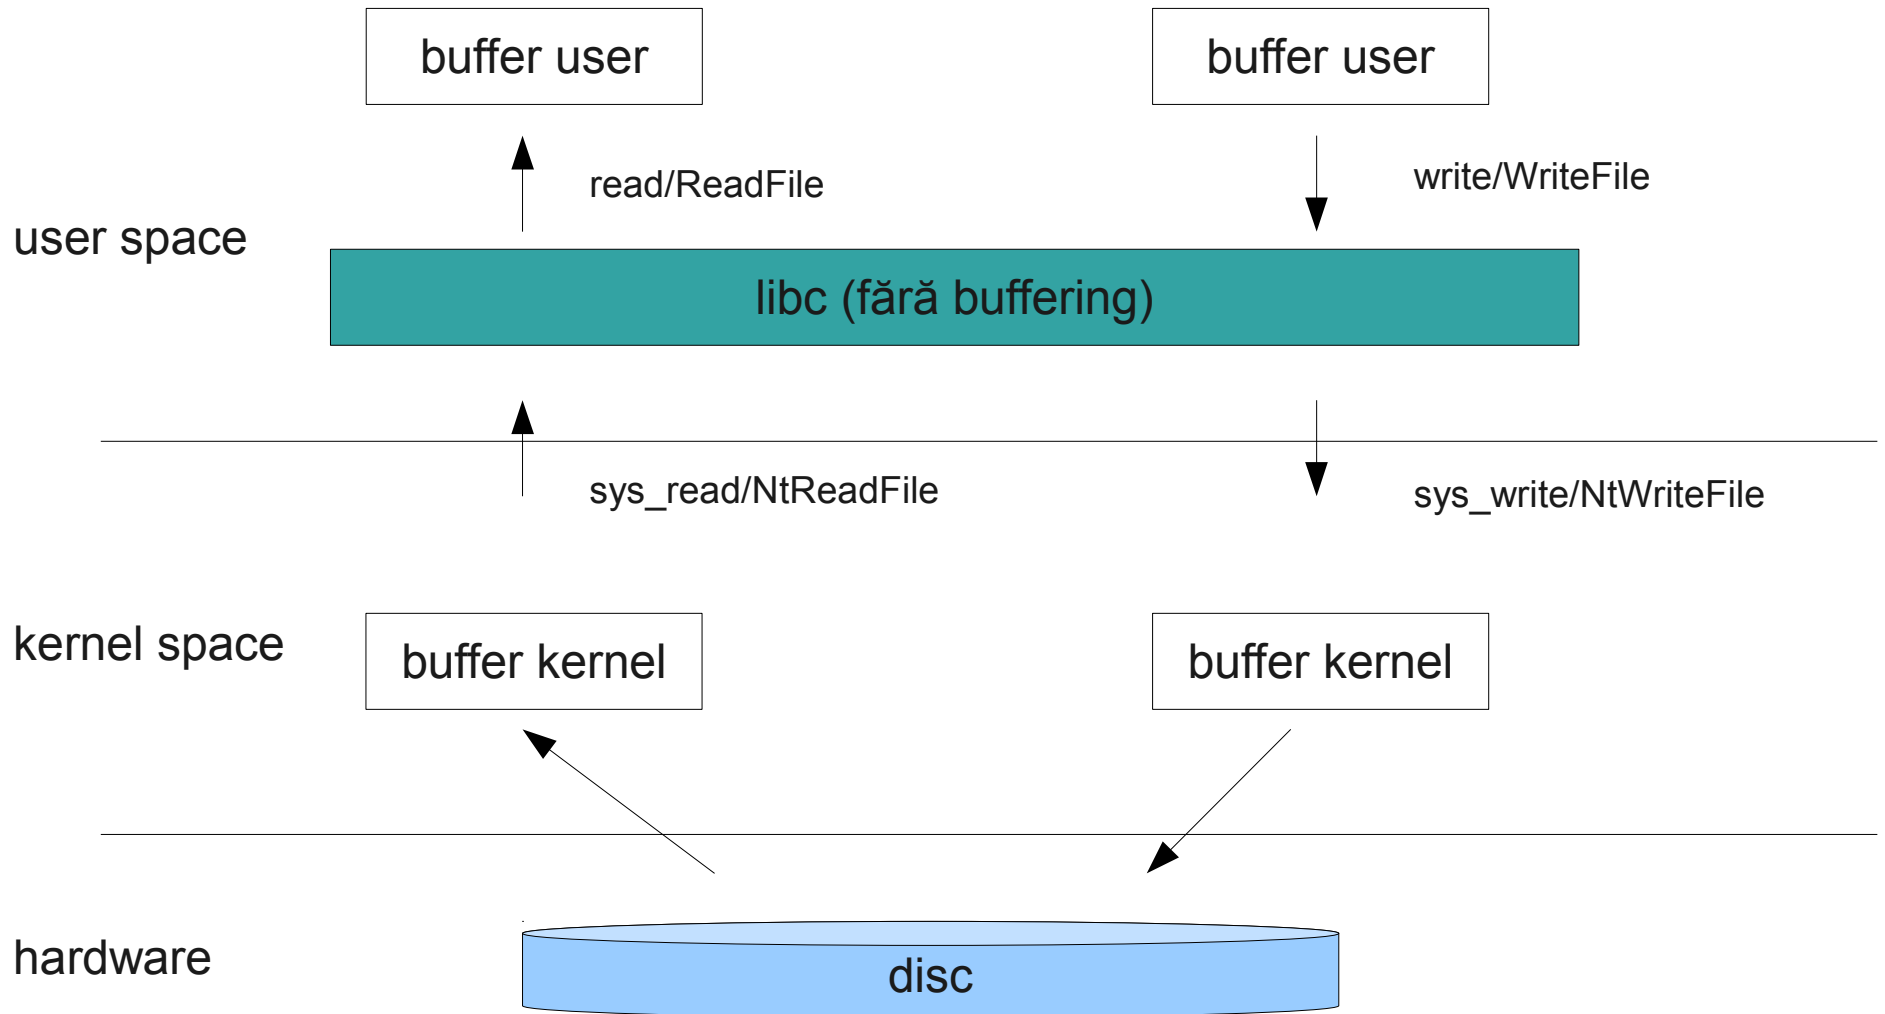 buffer user
buffer user
read/ReadFile
write/WriteFile
user space
libc (fără buffering)
sys_read/NtReadFile
sys_write/NtWriteFile
kernel space
buffer kernel
buffer kernel
hardware
disc